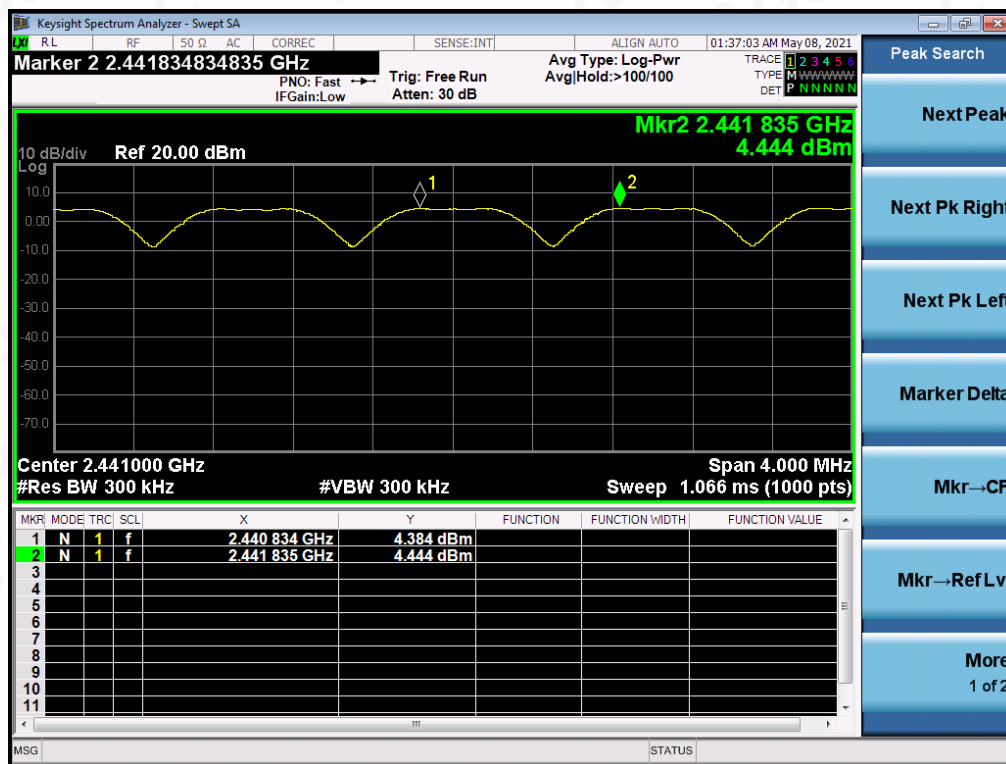 Keysight Spectrum Analyzer - Swept SA
LXI RL RF 50 Ω AC CORREC SENSE:INT ALIGN AUTO 01:37:03 AM May 08, 2021
Marker 2 2.441834834835 GHz
PNO: Fast
IFGain:Low
Trig: Free Run
Atten: 30 dB
Avg Type: Log-Pwr
Avg|Hold:>100/100
TRACE 1 2 3 4 5 6
TYPE M WWWWW
DET P N N N N N
Mkr2 2.441 835 GHz
4.444 dBm
10 dB/div Ref 20.00 dBm
Log
10.0
0.00
-10.0
-20.0
-30.0
-40.0
-50.0
-60.0
-70.0
1
2
Center 2.441000 GHz Span 4.000 MHz
#Res BW 300 kHz #VBW 300 kHz Sweep 1.066 ms (1000 pts)
MKR MODE TRC SCL X Y FUNCTION FUNCTION WIDTH FUNCTION VALUE
1 N 1 f 2.440 834 GHz 4.384 dBm
2 N 1 f 2.441 835 GHz 4.444 dBm
3
4
5
6
7
8
9
10
11
MSG STATUS
Peak Search
Next Peak
Next Pk Right
Next Pk Left
Marker Delta
Mkr→CF
Mkr→Ref Lv
More
1 of 2